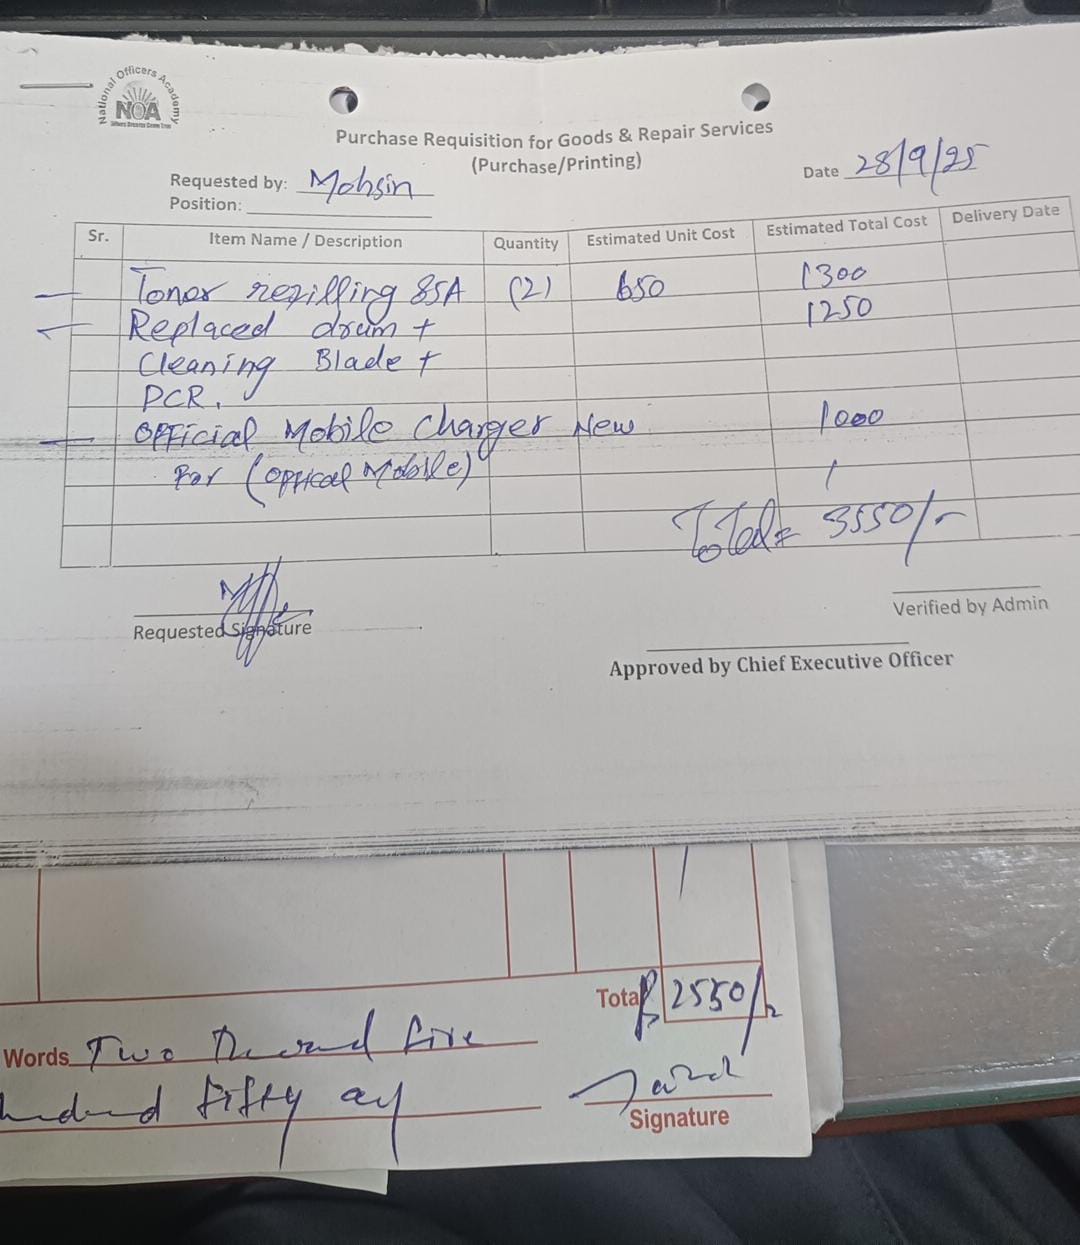 National Officers Academy
NOA
Purchase Requisition for Goods & Repair Services
(Purchase/Printing)
Requested by: Mohsin
Date 28/9/25
Position:
Sr. Item Name / Description Quantity Estimated Unit Cost Estimated Total Cost Delivery Date
Toner refilling 85A (2) 650 1300
Replaced drum + 1250
Cleaning Blade +
PCR.
Official Mobile Charger New 1000
For (Official Mobile)
Total = 3550/-
Requested Signature
Verified by Admin
Approved by Chief Executive Officer
Total 2550/-
Words Two Thousand five
hundred fifty only
Signature